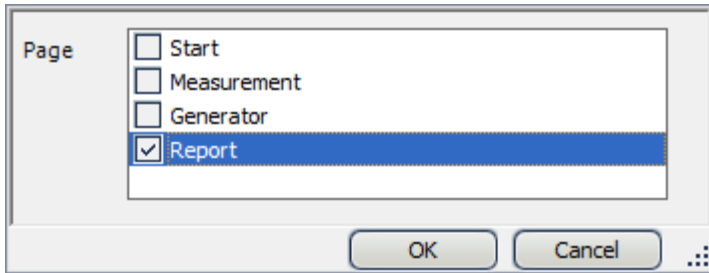 Page
Start
Measurement
Generator
Report
OK Cancel